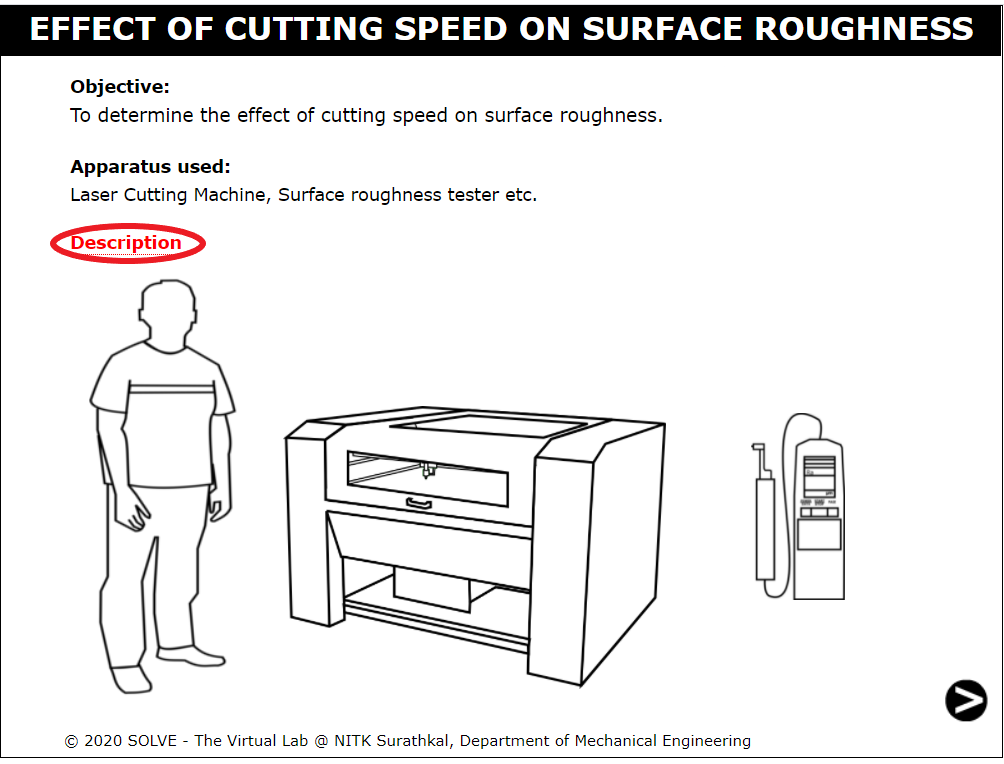 EFFECT OF CUTTING SPEED ON SURFACE ROUGHNESS
Objective:
To determine the effect of cutting speed on surface roughness.
Apparatus used:
Laser Cutting Machine, Surface roughness tester etc.
Description
© 2020 SOLVE - The Virtual Lab @ NITK Surathkal, Department of Mechanical Engineering